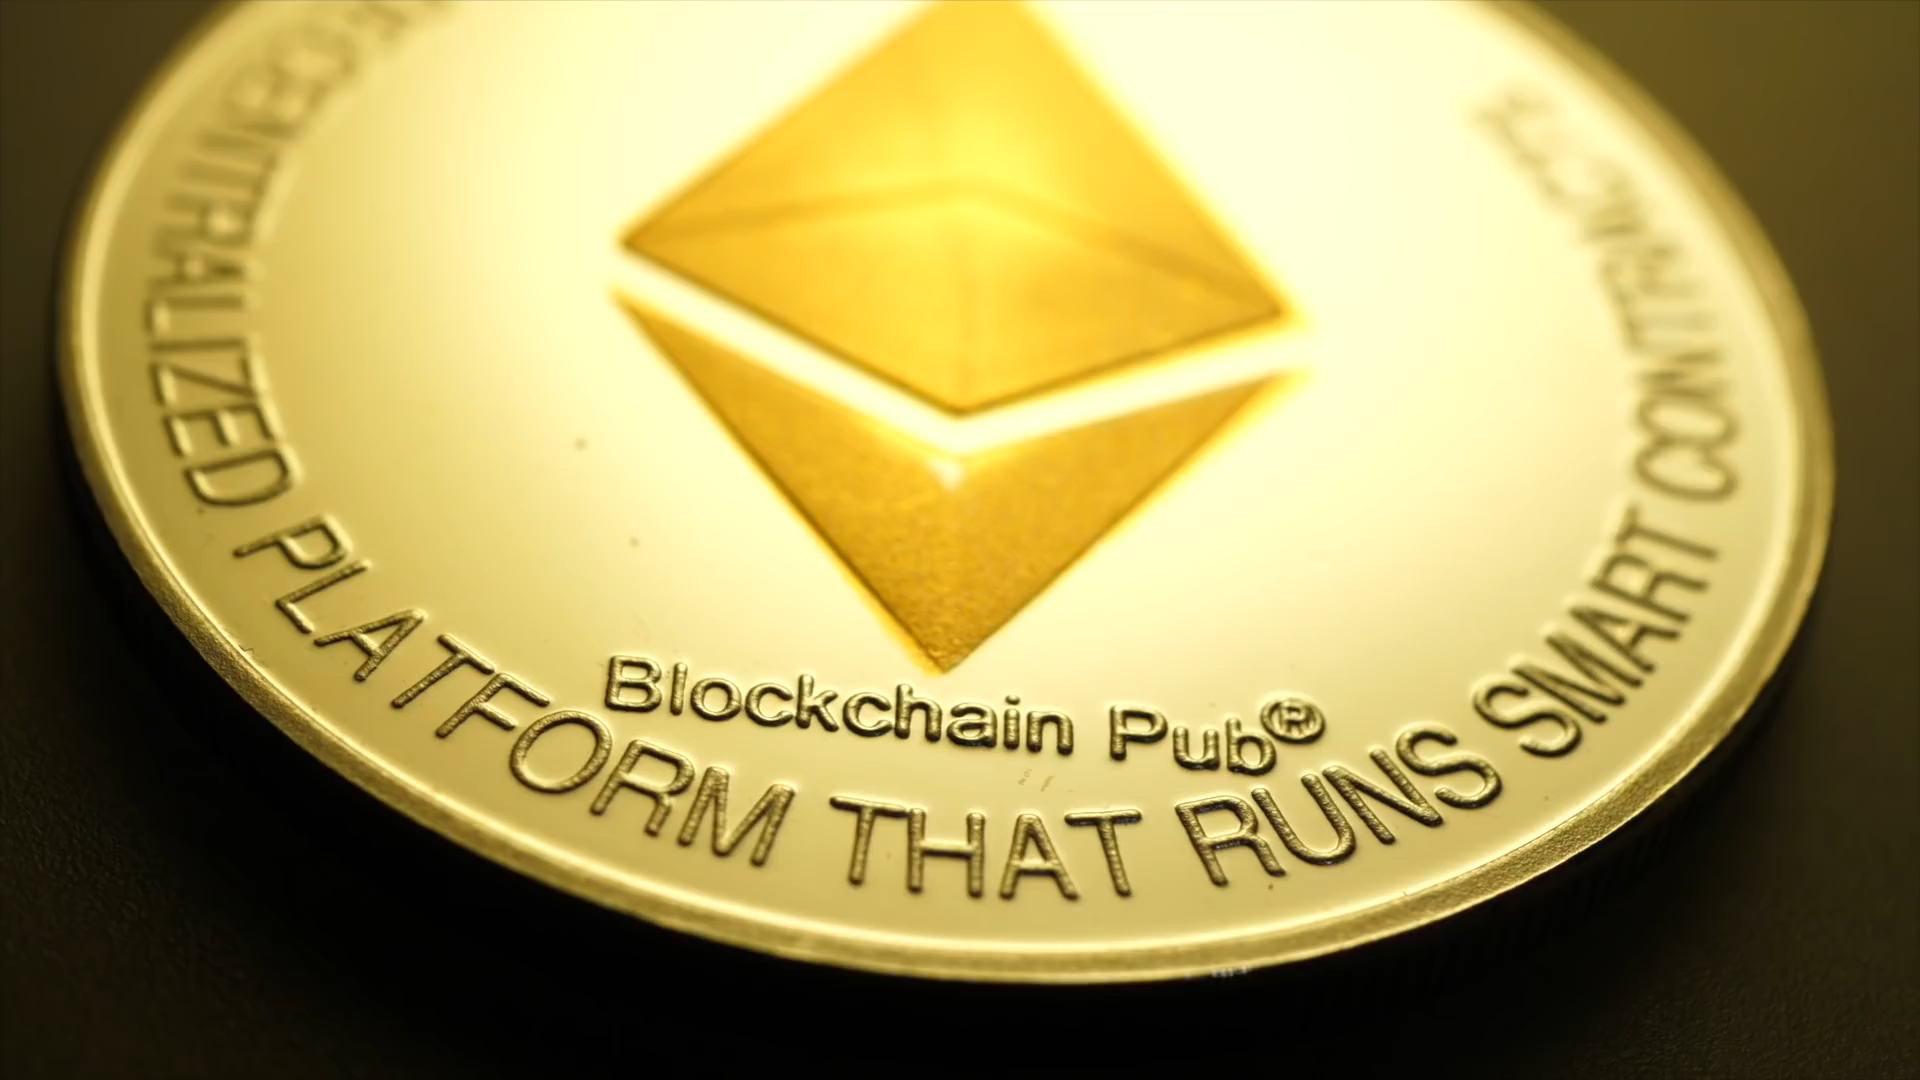 DECENTRALIZED PLATFORM THAT RUNS SMART CONTRACTS
Blockchain Pub®